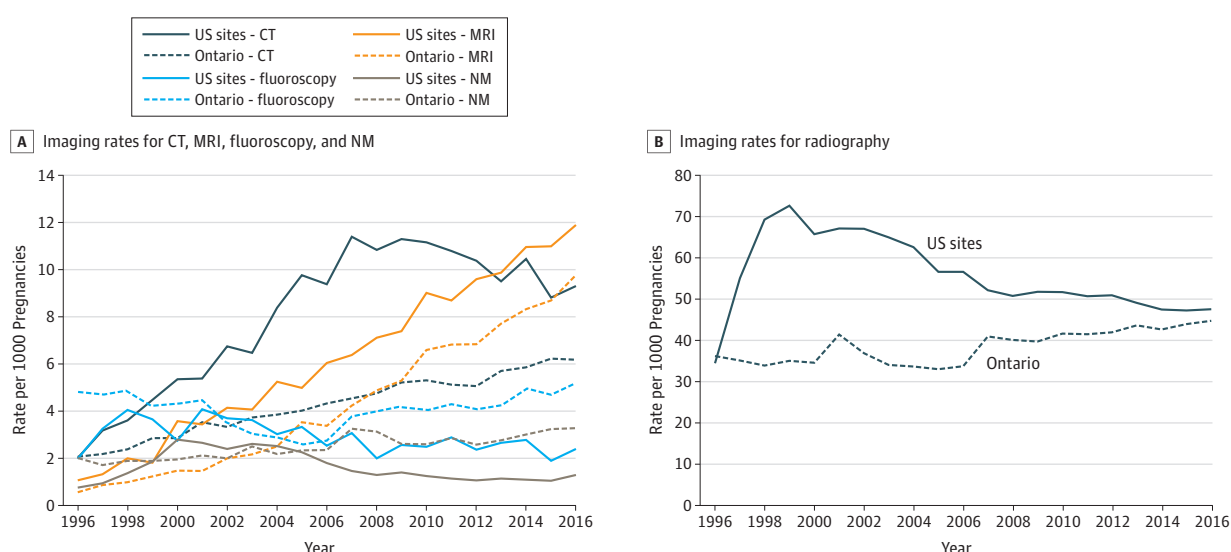 US sites - CT
Ontario - CT
US sites - fluoroscopy
Ontario - fluoroscopy
US sites - MRI
Ontario - MRI
US sites - NM
Ontario - NM
A Imaging rates for CT, MRI, fluoroscopy, and NM
14
12
10
8
6
4
2
0
Rate per 1000 Pregnancies
1996 1998 2000 2002 2004 2006 2008 2010 2012 2014 2016
Year
B Imaging rates for radiography
80
70
60
50
40
30
20
10
0
Rate per 1000 Pregnancies
US sites
Ontario
1996 1998 2000 2002 2004 2006 2008 2010 2012 2014 2016
Year